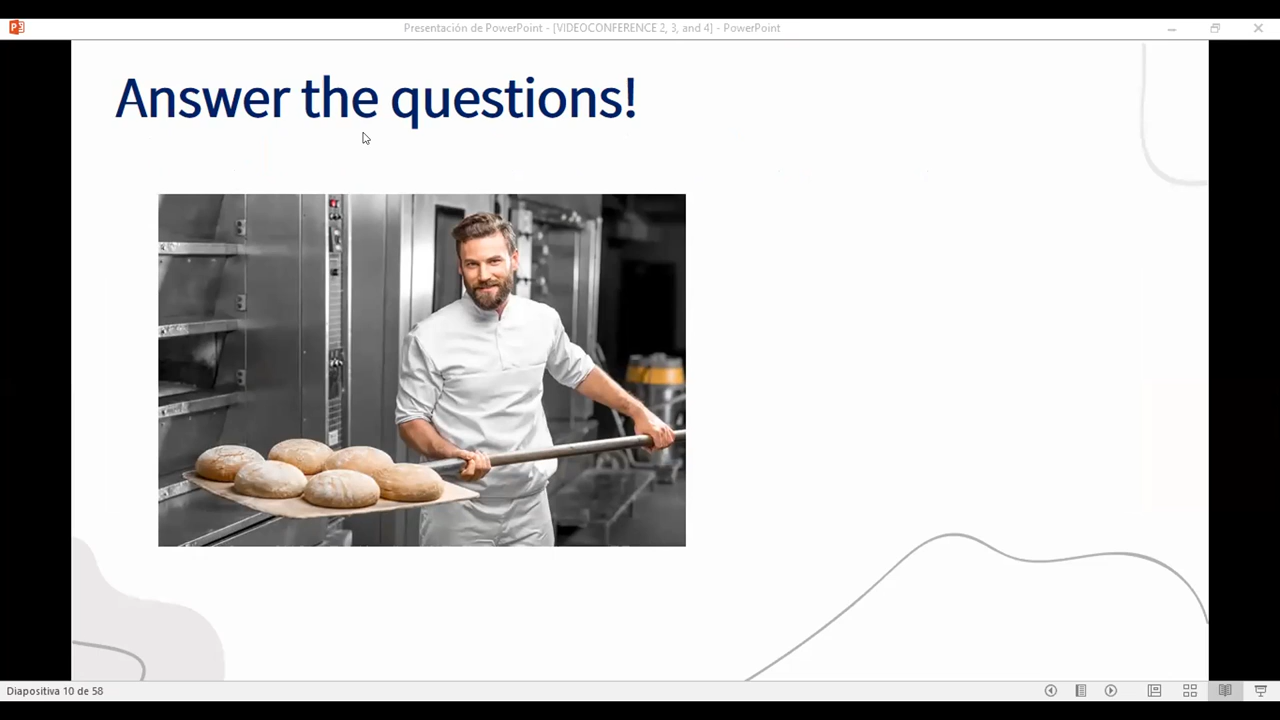 Presentación de PowerPoint - [VIDEOCONFERENCE 2, 3, and 4] - PowerPoint
Answer the questions!
Diapositiva 10 de 58